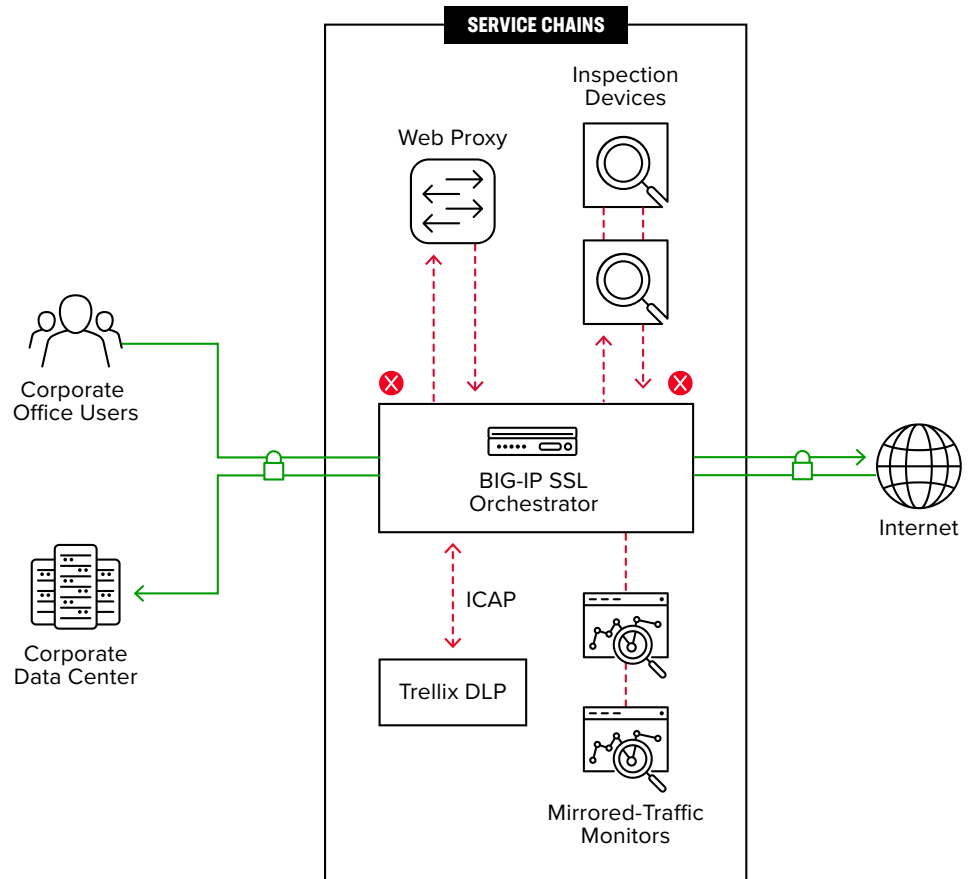 SERVICE CHAINS
Inspection
Devices
Web Proxy
Corporate
Office Users
BIG-IP SSL
Orchestrator
Internet
ICAP
Corporate
Data Center
Trellix DLP
Mirrored-Traffic
Monitors